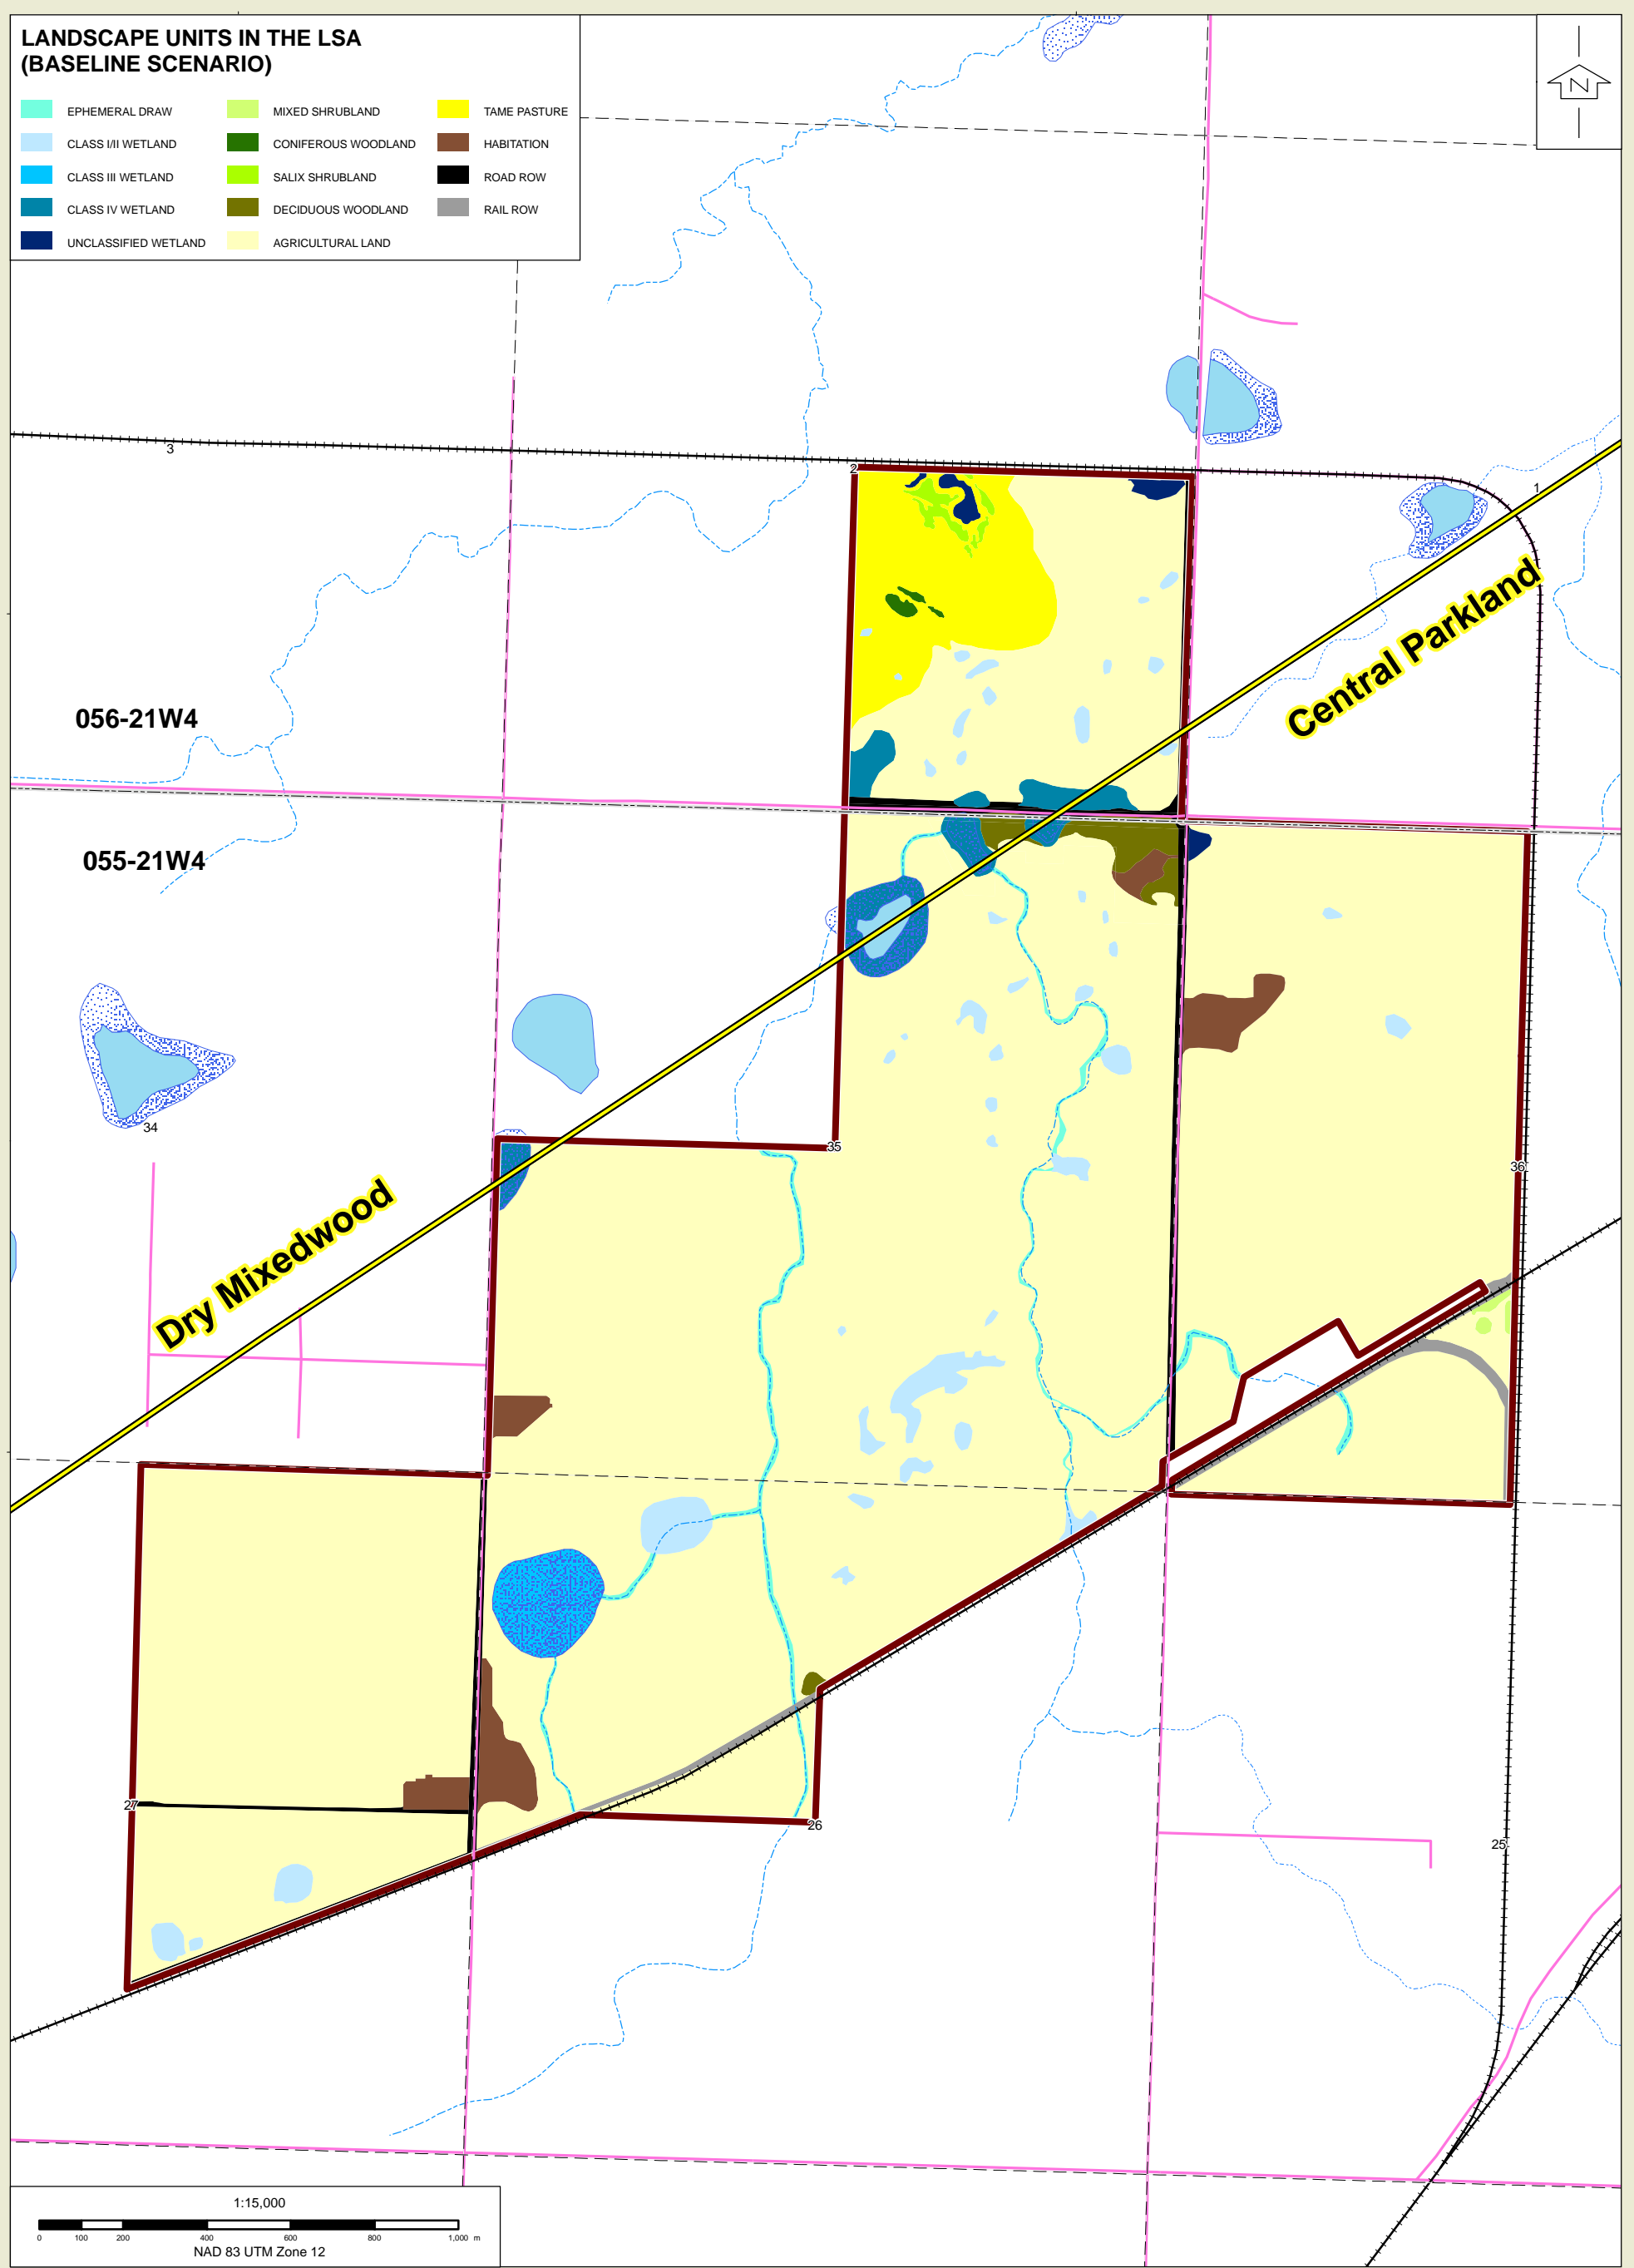 LANDSCAPE UNITS IN THE LSA
(BASELINE SCENARIO)
EPHEMERAL DRAW
MIXED SHRUBLAND
TAME PASTURE
CLASS I/II WETLAND
CONIFEROUS WOODLAND
HABITATION
CLASS III WETLAND
SALIX SHRUBLAND
ROAD ROW
CLASS IV WETLAND
DECIDUOUS WOODLAND
RAIL ROW
UNCLASSIFIED WETLAND
AGRICULTURAL LAND
N
3
2
1
Central Parkland
056-21W4
055-21W4
34
35
36
Dry Mixedwood
27
26
25
1:15,000
0 100 200 400 600 800 1,000 m
NAD 83 UTM Zone 12